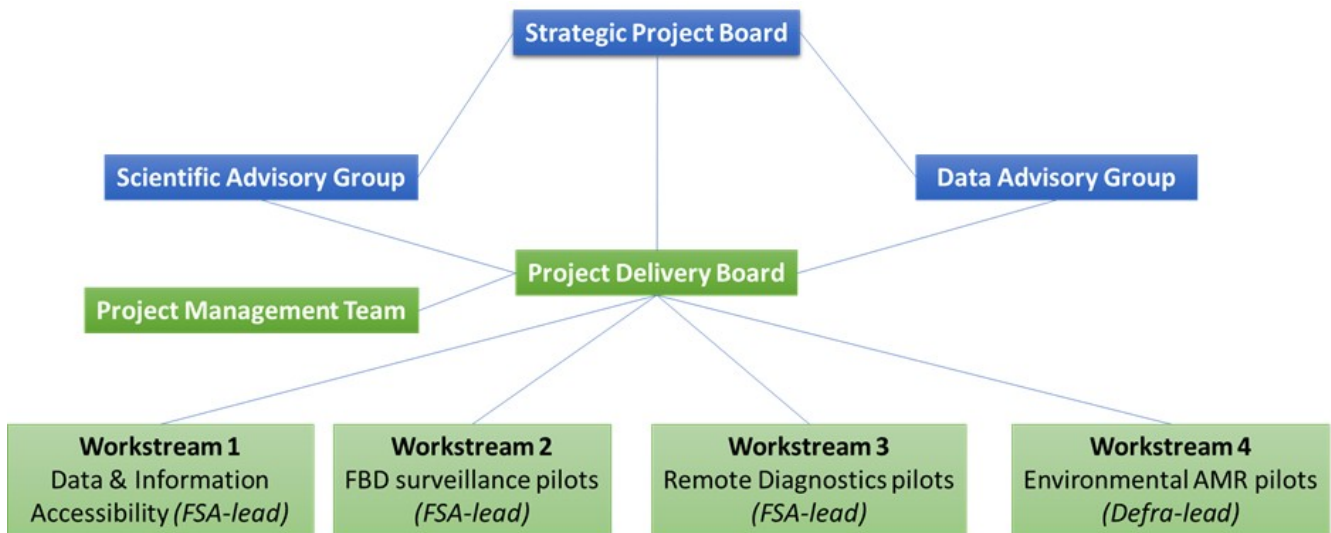 Strategic Project Board
Scientific Advisory Group
Data Advisory Group
Project Delivery Board
Project Management Team
Workstream 1
Data & Information
Accessibility (FSA-lead)
Workstream 2
FBD surveillance pilots
(FSA-lead)
Workstream 3
Remote Diagnostics pilots
(FSA-lead)
Workstream 4
Environmental AMR pilots
(Defra-lead)